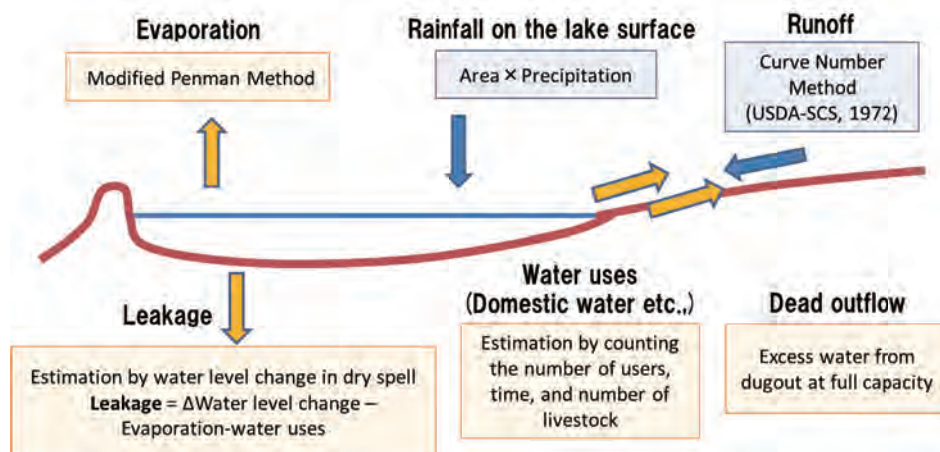 Evaporation
Modified Penman Method
Rainfall on the lake surface
Area × Precipitation
Runoff
Curve Number
Method
(USDA-SCS, 1972)
Leakage
Estimation by water level change in dry spell
Leakage = ΔWater level change –
Evaporation-water uses
Water uses
(Domestic water etc.,)
Estimation by counting
the number of users,
time, and number of
livestock
Dead outflow
Excess water from
dugout at full capacity